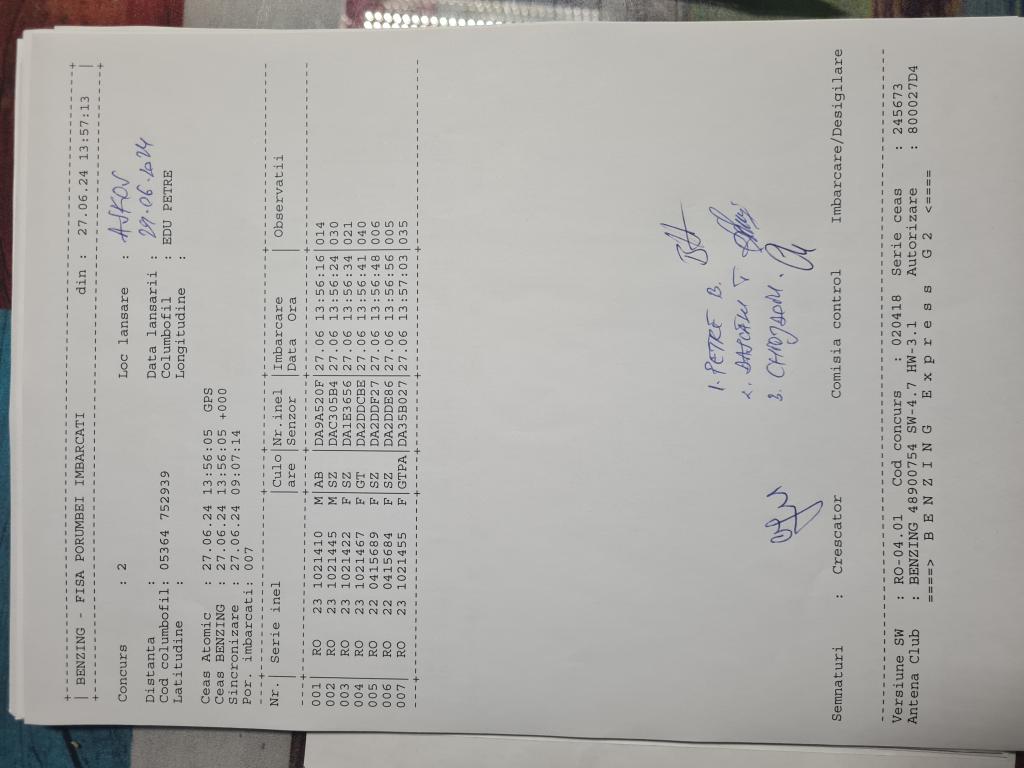 +------------------------------------------------------------------+
| BENZING - FISA PORUMBEI IMBARCATI din : 27.06.24 13:57:13 |
+------------------------------------------------------------------+
Concurs : 2 Loc lansare : ASKOV
Distanta : Data lansarii : 29.06.2024
Cod columbofil: 05364 752939 Columbofil : EDU PETRE
Latitudine : Longitudine :
Ceas Atomic : 27.06.24 13:56:05 GPS
Ceas BENZING : 27.06.24 13:56:05 +000
Sincronizare : 27.06.24 09:07:14
Por. imbarcati: 007
Nr.| Serie inel |Culo|Nr.inel |Imbarcare | Observatii
| |are |Senzor |Data Ora |
001| RO 23 1021410 M|AB |DA9A520F|27.06 13:56:16|014
002| RO 23 1021445 M|SZ |DAC305B4|27.06 13:56:24|030
003| RO 23 1021422 F|SZ |DA1E3656|27.06 13:56:34|021
004| RO 23 1021467 F|GT |DA2DDCBE|27.06 13:56:41|040
005| RO 22 0415689 F|SZ |DA2DDF27|27.06 13:56:48|006
006| RO 22 0415684 F|SZ |DA2DDE86|27.06 13:56:56|005
007| RO 23 1021455 F|GTPA|DA35B027|27.06 13:57:03|035
1. PETRE B.
2. T
3.
Semnaturi : Crescator Comisia control Imbarcare/Desigilare
Versiune SW : RO-04.01 Cod concurs : 020418 Serie ceas : 245673
Antena Club : BENZING 48900754 SW-4.7 HW-3.1 Autorizare : 800027D4
====> B E N Z I N G E x p r e s s G 2 <====